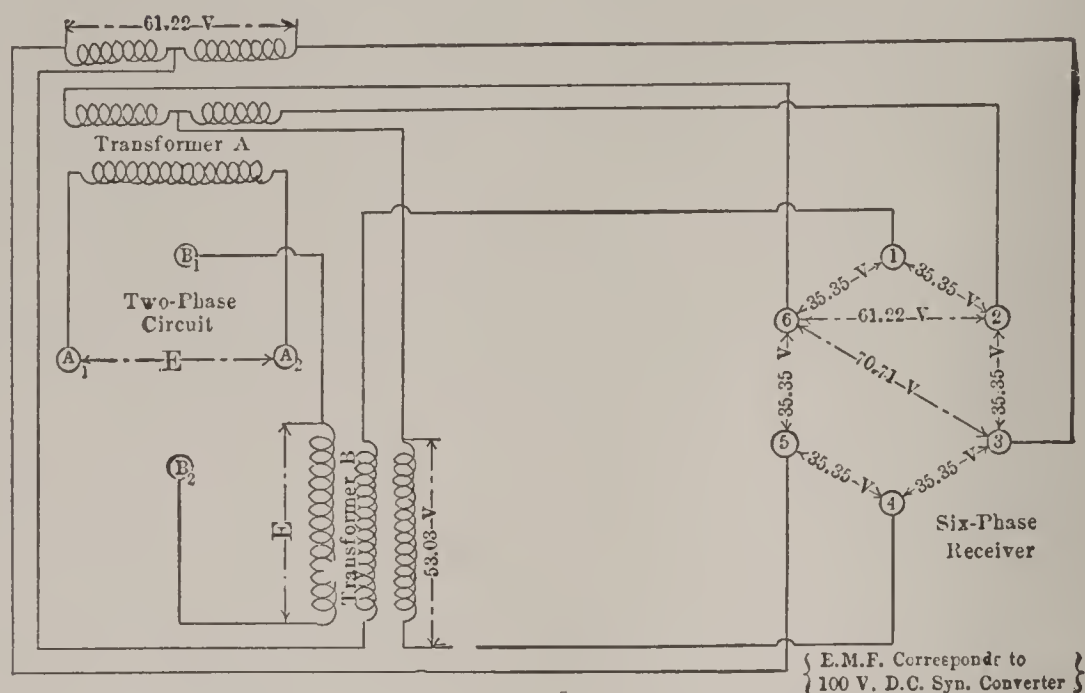 61.22 V
Transformer A
B1
Two-Phase
Circuit
A1
E
A2
B2
E
Transformer B
53.03 V
1
35.35 V
35.35 V
6
61.22 V
2
70.71 V
35.35 V
35.35 V
5
3
35.35 V
35.35 V
4
Six-Phase
Receiver
E.M.F. Correspondr to
100 V. D.C. Syn. Converter